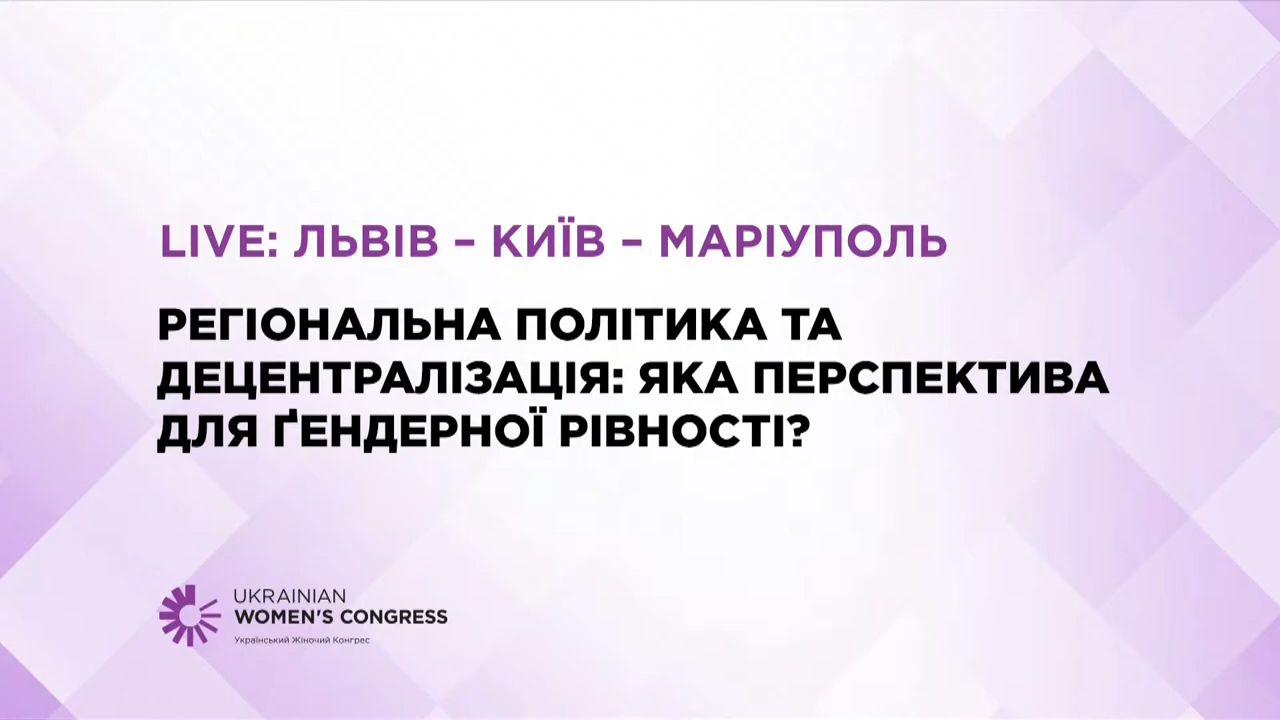 LIVE: ЛЬВІВ – КИЇВ – МАРІУПОЛЬ
РЕГІОНАЛЬНА ПОЛІТИКА ТА
ДЕЦЕНТРАЛІЗАЦІЯ: ЯКА ПЕРСПЕКТИВА
ДЛЯ ҐЕНДЕРНОЇ РІВНОСТІ?
UKRAINIAN
WOMEN'S CONGRESS
Український Жіночий Конгрес